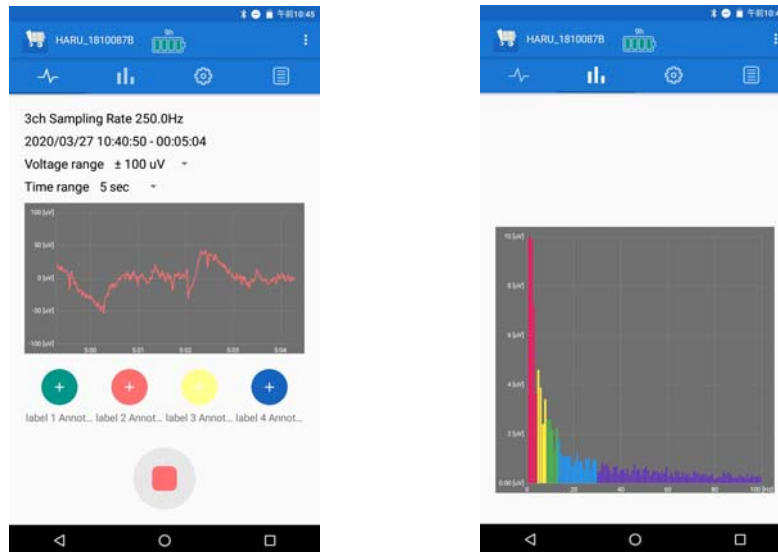 午前10:45
HARU_1810087B
9h
3ch Sampling Rate 250.0Hz
2020/03/27 10:40:50 - 00:05:04
Voltage range ± 100 uV
Time range 5 sec
100 [uV]
50 [uV]
0 [uV]
-50 [uV]
-100 [uV]
5:00 5:01 5:02 5:03 5:04
label 1 Annot... label 2 Annot... label 3 Annot... label 4 Annot...
HARU_1810087B
9h
10 [uV]
8 [uV]
6 [uV]
4 [uV]
2 [uV]
0.00 [uV]
0 20 40 60 80 100 [Hz]